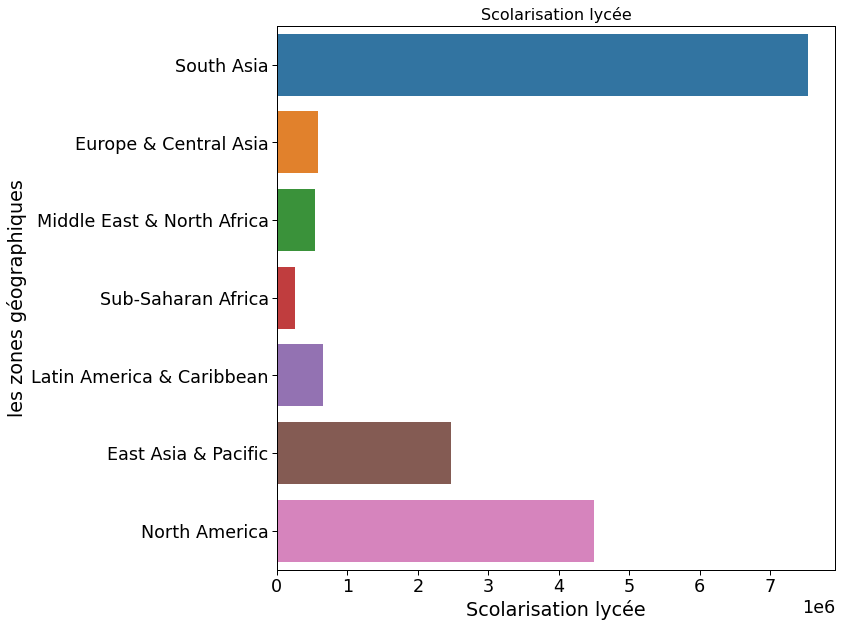 Scolarisation lycée
South Asia
Europe & Central Asia
Middle East & North Africa
Sub-Saharan Africa
Latin America & Caribbean
East Asia & Pacific
North America
les zones géographiques
0 1 2 3 4 5 6 7
1e6
Scolarisation lycée